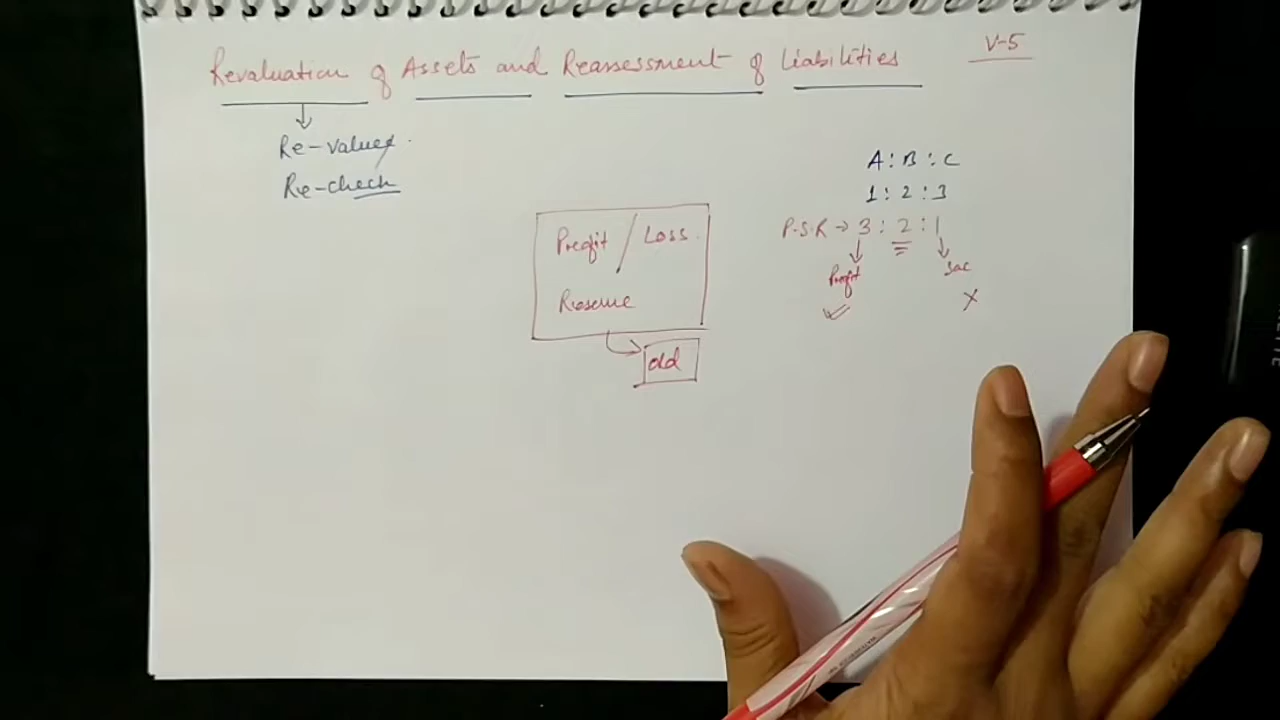 Revaluation of Assets and Reassessment of Liabilities
V-5
Re-valued
Re-check
A : B : C
1 : 2 : 3
P.S.R → 3 : 2 : 1
Profit / Loss
Reserve
Profit
Sac
old